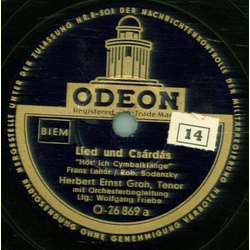 HERGESTELLT UNTER DER ZULASSUNG NR.B-503 DER NACHRICHTENKONTROLLE DER MILITÄRREGIERUNG
ODEON
Registered Trade Mark
BIEM
14
Lied und Csárdás
"Hör' ich Cymbalklänge"
Franz Lehár / Rob. Bodanzky
Herbert Ernst Groh, Tenor
mit Orchesterbegleitung
Ltg.: Wolfgang Friebe
O-26 869 a
RADIOSENDUNG OHNE GENEHMIGUNG VERBOTEN